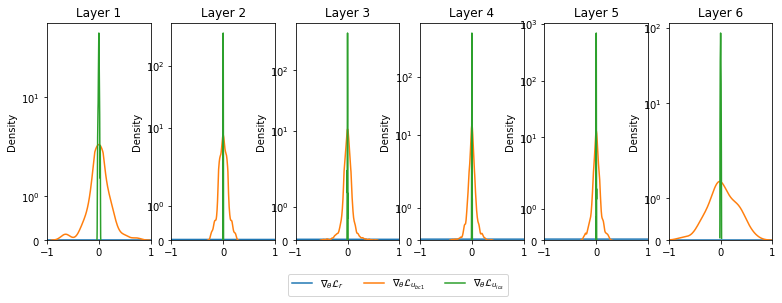 Layer 1 Layer 2 Layer 3 Layer 4 Layer 5 Layer 6
10³
10² 10² 10² 10² 10²
10¹ 10¹ 10¹ 10¹ 10¹ 10¹
10⁰ 10⁰ 10⁰ 10⁰ 10⁰ 10⁰
Density Density Density Density Density Density
0 0 0 0 0 0
−1 0 1 −1 0 1 −1 0 1 −1 0 1 −1 0 1 −1 0 1
∇θℒr ∇θℒu_bc1 ∇θℒu_ics